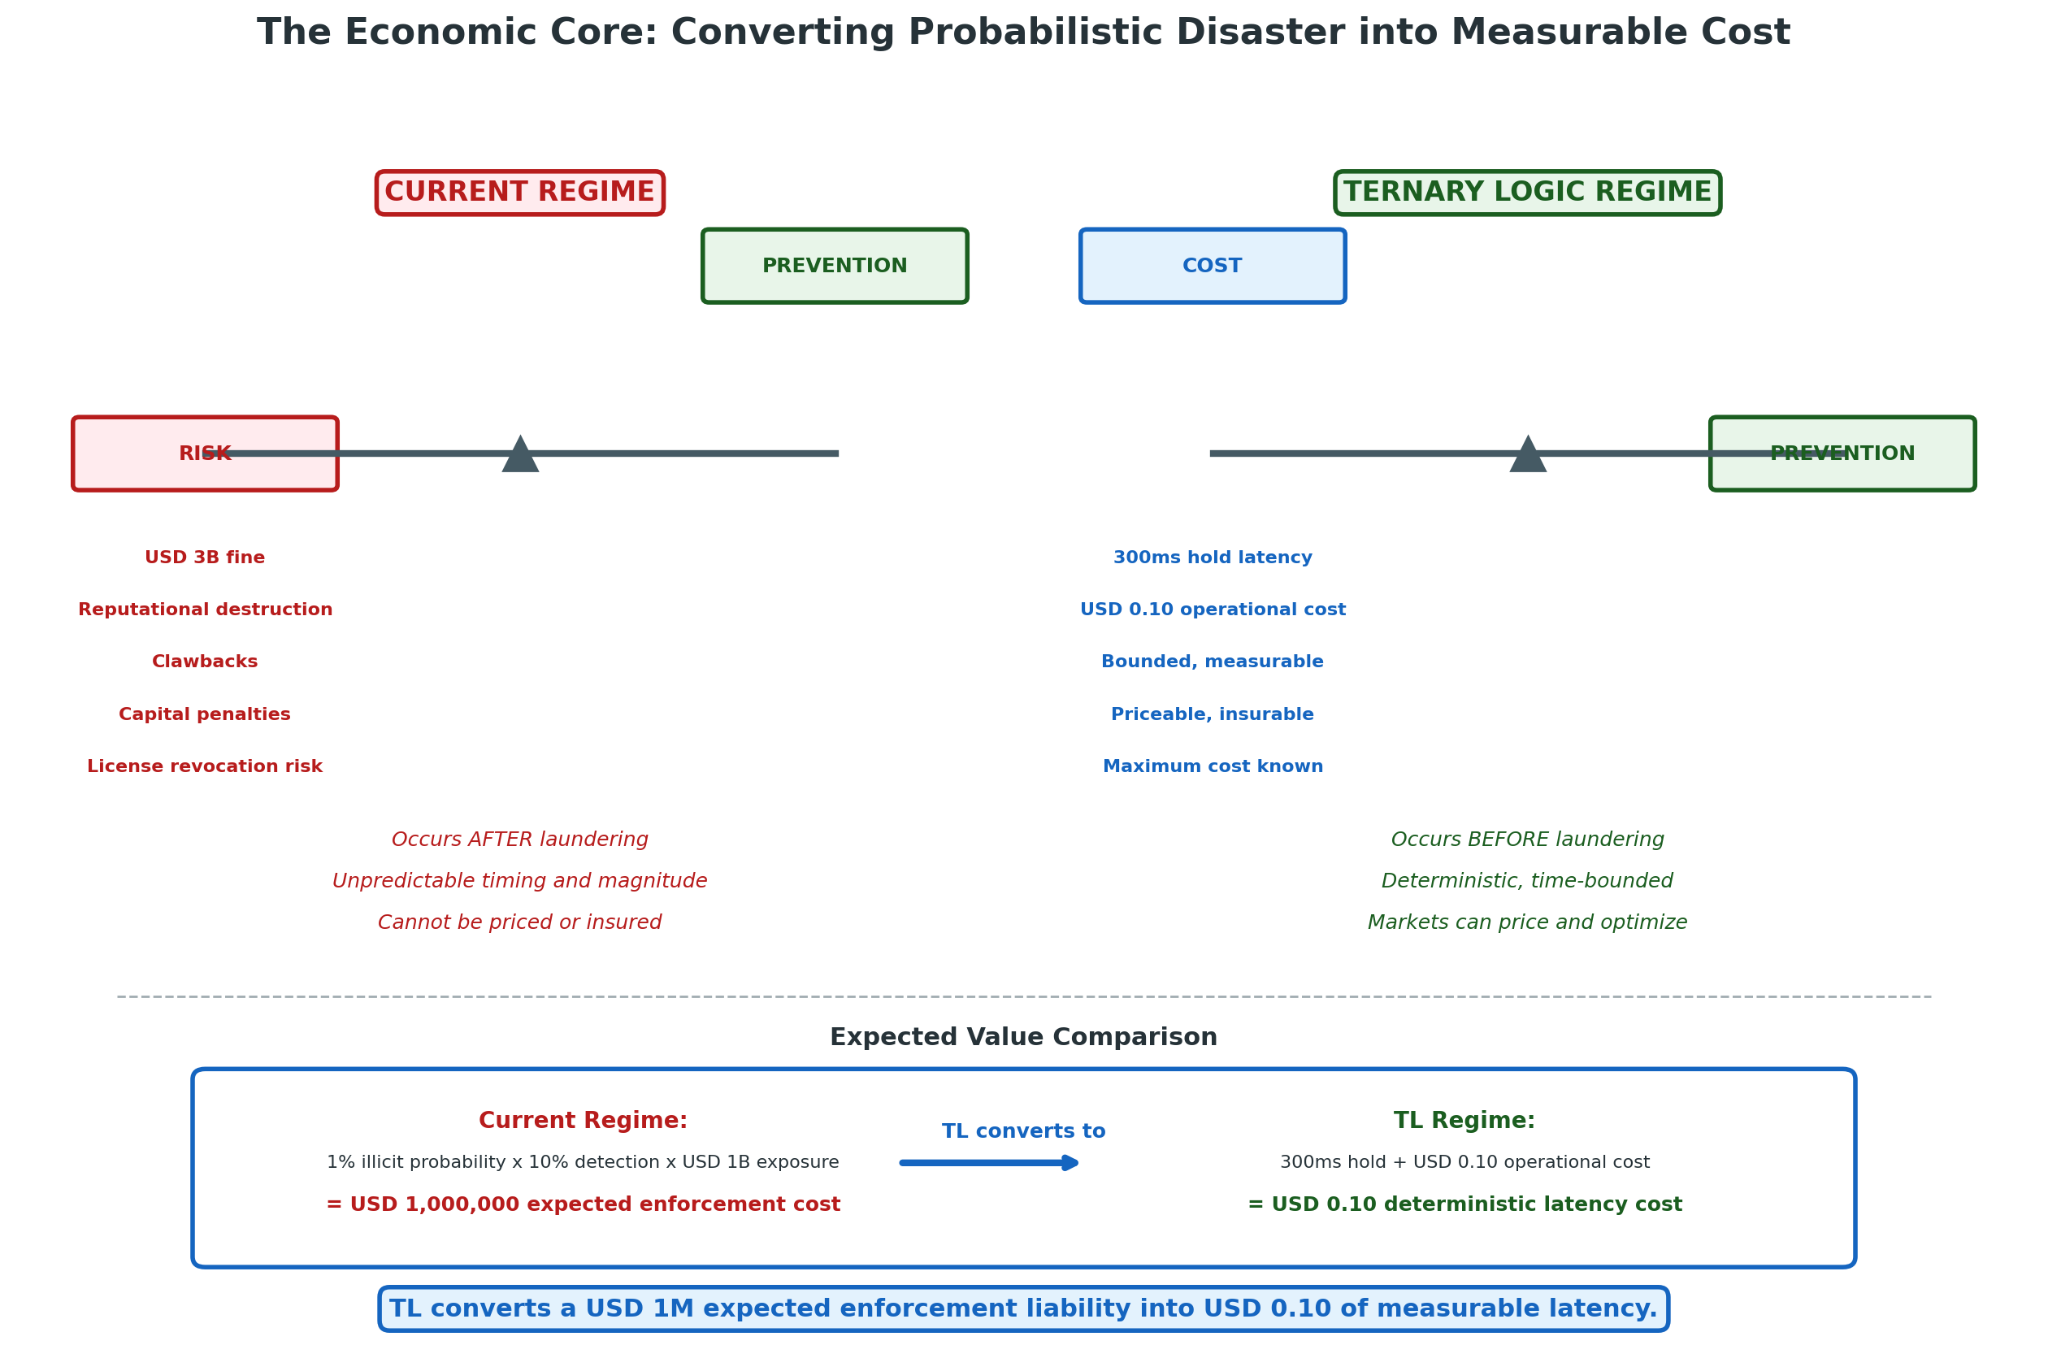 The Economic Core: Converting Probabilistic Disaster into Measurable Cost
CURRENT REGIME
TERNARY LOGIC REGIME
PREVENTION
COST
RISK
PREVENTION
USD 3B fine
Reputational destruction
Clawbacks
Capital penalties
License revocation risk
300ms hold latency
USD 0.10 operational cost
Bounded, measurable
Priceable, insurable
Maximum cost known
Occurs AFTER laundering
Unpredictable timing and magnitude
Cannot be priced or insured
Occurs BEFORE laundering
Deterministic, time-bounded
Markets can price and optimize
Expected Value Comparison
Current Regime:
1% illicit probability x 10% detection x USD 1B exposure
= USD 1,000,000 expected enforcement cost
TL converts to
TL Regime:
300ms hold + USD 0.10 operational cost
= USD 0.10 deterministic latency cost
TL converts a USD 1M expected enforcement liability into USD 0.10 of measurable latency.